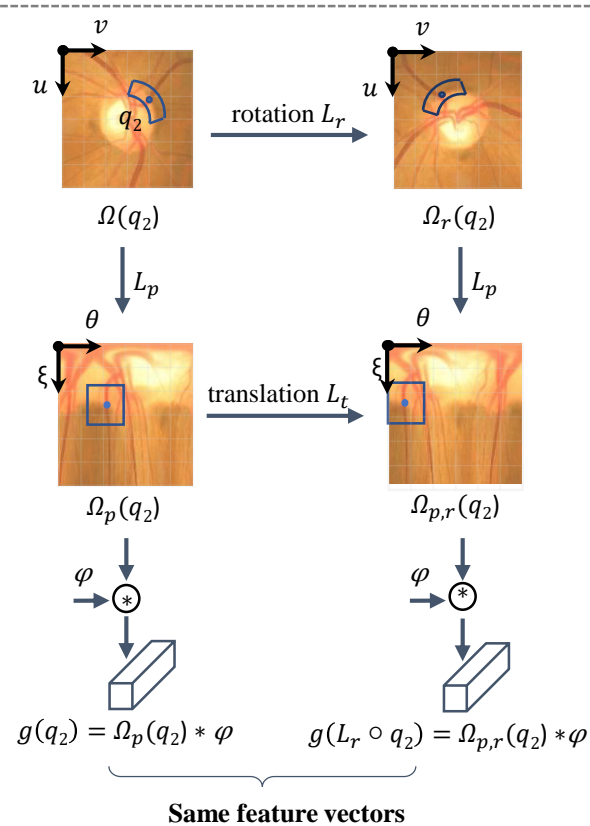 v v
u u
q₂
rotation Lᵣ
Ω(q₂) Ωᵣ(q₂)
Lₚ Lₚ
θ θ
ξ ξ
translation Lₜ
Ωₚ(q₂) Ωₚ,ᵣ(q₂)
φ φ
* *
g(q₂) = Ωₚ(q₂) * φ g(Lᵣ ∘ q₂) = Ωₚ,ᵣ(q₂) *φ
Same feature vectors